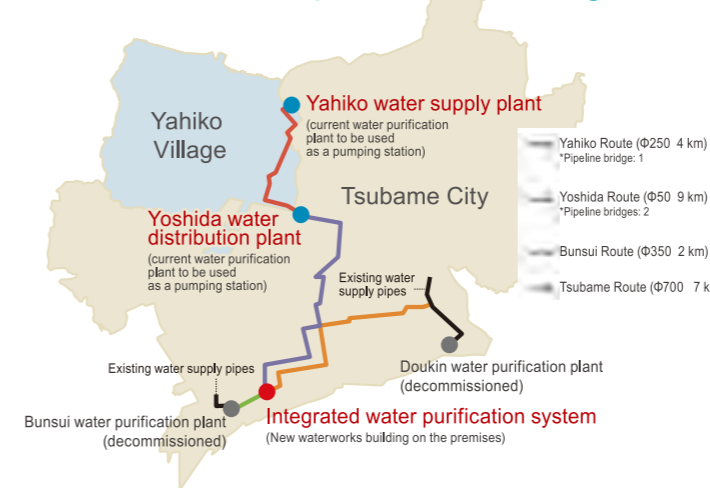 Yahiko water supply plant
(current water purification
plant to be used
as a pumping station)
Yahiko
Village
Yahiko Route (Φ250 4 km)
*Pipeline bridge: 1
Tsubame City
Yoshida Route (Φ50 9 km)
*Pipeline bridges: 2
Yoshida water
distribution plant
(current water purification
plant to be used
as a pumping station)
Bunsui Route (Φ350 2 km)
Existing water
supply pipes
Tsubame Route (Φ700 7 k
Existing water supply pipes
Doukin water purification plant
(decommissioned)
Bunsui water purification plant
(decommissioned)
Integrated water purification system
(New waterworks building on the premises)